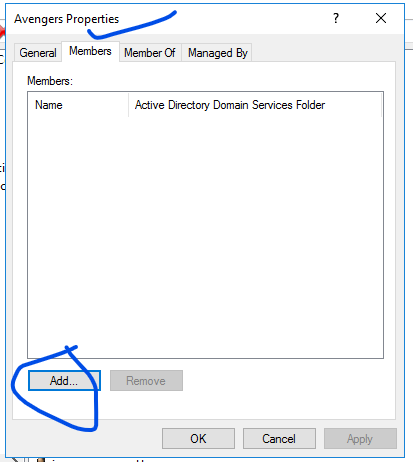 Avengers Properties
General Members Member Of Managed By
Members:
Name Active Directory Domain Services Folder
Add... Remove
OK Cancel Apply